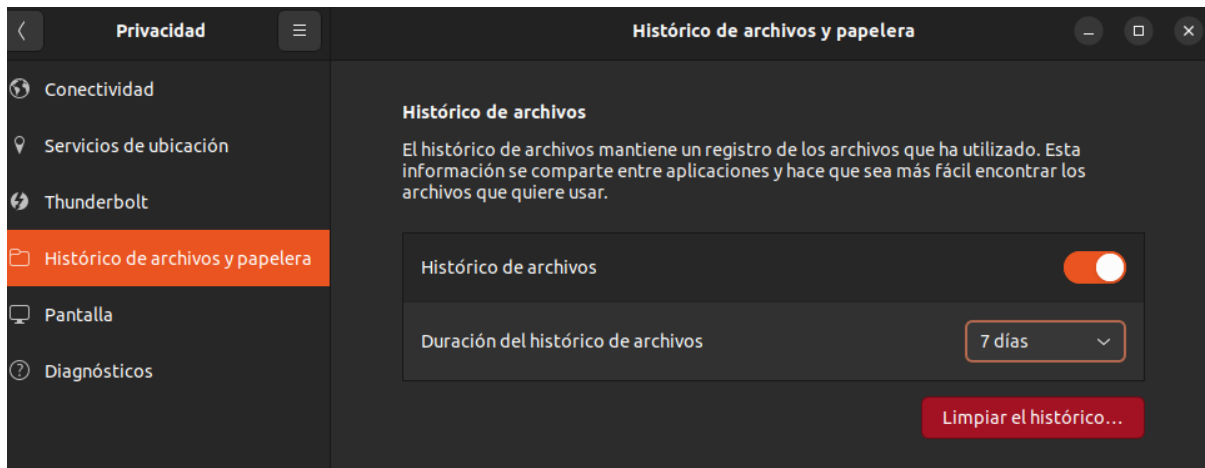 Privacidad
Histórico de archivos y papelera
Conectividad
Servicios de ubicación
Thunderbolt
Histórico de archivos y papelera
Pantalla
Diagnósticos
Histórico de archivos
El histórico de archivos mantiene un registro de los archivos que ha utilizado. Esta
información se comparte entre aplicaciones y hace que sea más fácil encontrar los
archivos que quiere usar.
Histórico de archivos
Duración del histórico de archivos
7 días
Limpiar el histórico...